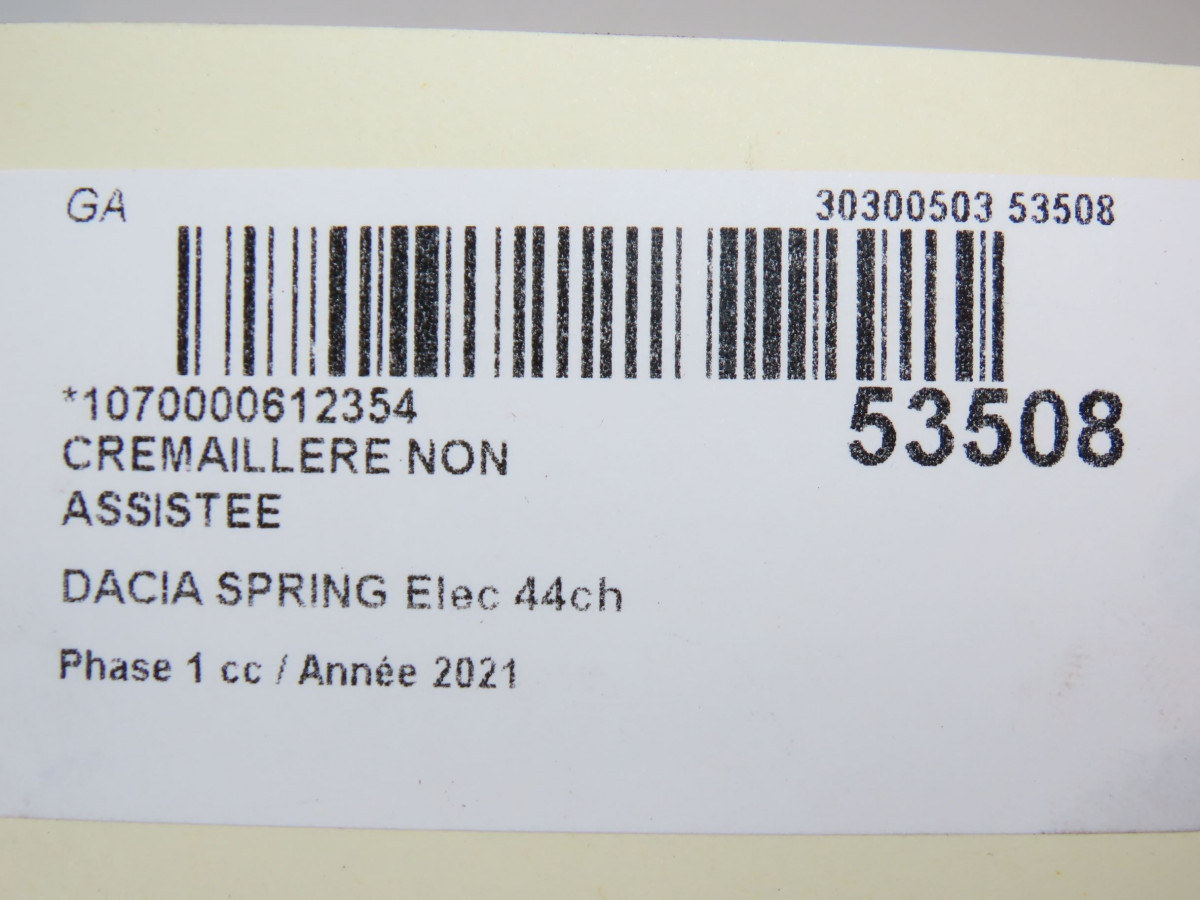 GA
30300503 53508
*1070000612354
53508
CREMAILLERE NON
ASSISTEE
DACIA SPRING Elec 44ch
Phase 1 cc / Année 2021